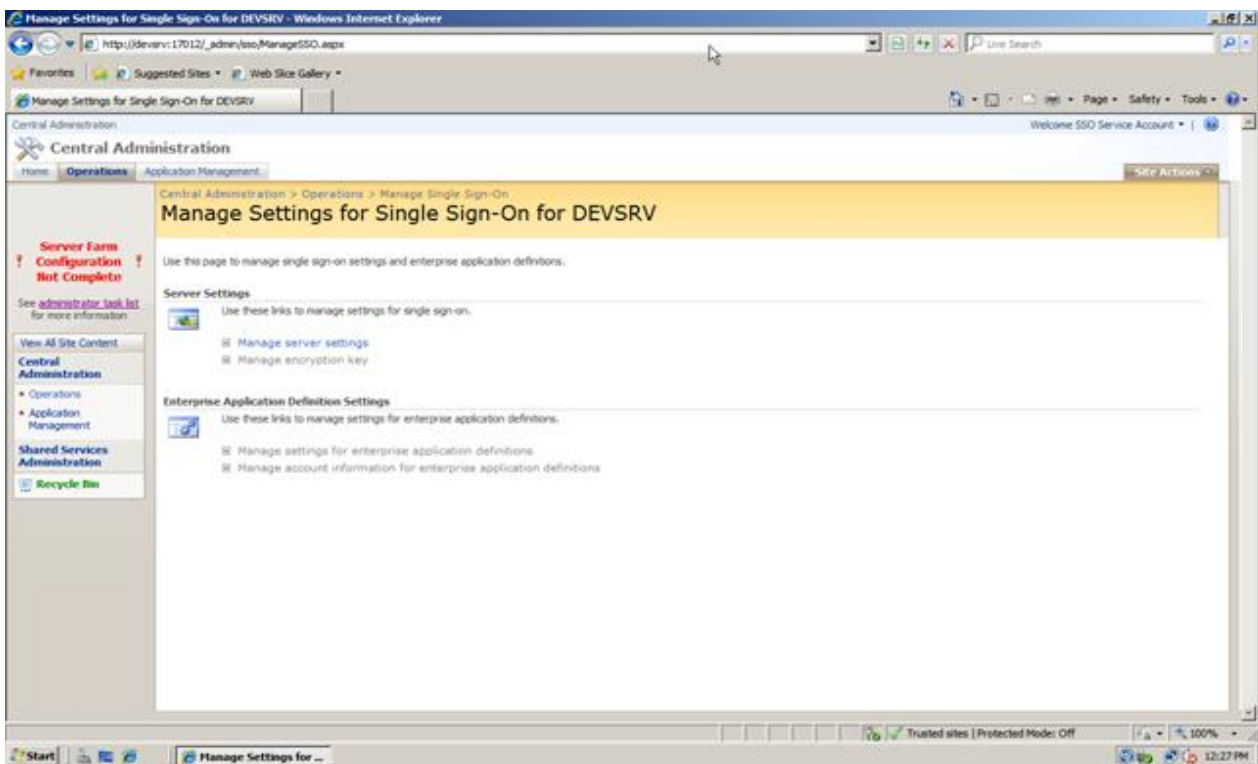 Manage Settings for Single Sign-On for DEVSRV - Windows Internet Explorer
http://devsrv:17012/_admin/sso/ManageSSO.aspx
Live Search
Favorites
Suggested Sites
Web Slice Gallery
Manage Settings for Single Sign-On for DEVSRV
Page
Safety
Tools
Central Administration
Welcome SSO Service Account
Central Administration
Home
Operations
Application Management
Site Actions
Central Administration > Operations > Manage Single Sign-On
Manage Settings for Single Sign-On for DEVSRV
Server Farm
! Configuration !
Not Complete
See administrator task list
for more information
View All Site Content
Central
Administration
Operations
Application
Management
Shared Services
Administration
Recycle Bin
Use this page to manage single sign-on settings and enterprise application definitions.
Server Settings
Use these links to manage settings for single sign-on.
Manage server settings
Manage encryption key
Enterprise Application Definition Settings
Use these links to manage settings for enterprise application definitions.
Manage settings for enterprise application definitions
Manage account information for enterprise application definitions
Trusted sites | Protected Mode: Off
100%
Start
Manage Settings for ...
12:27 PM